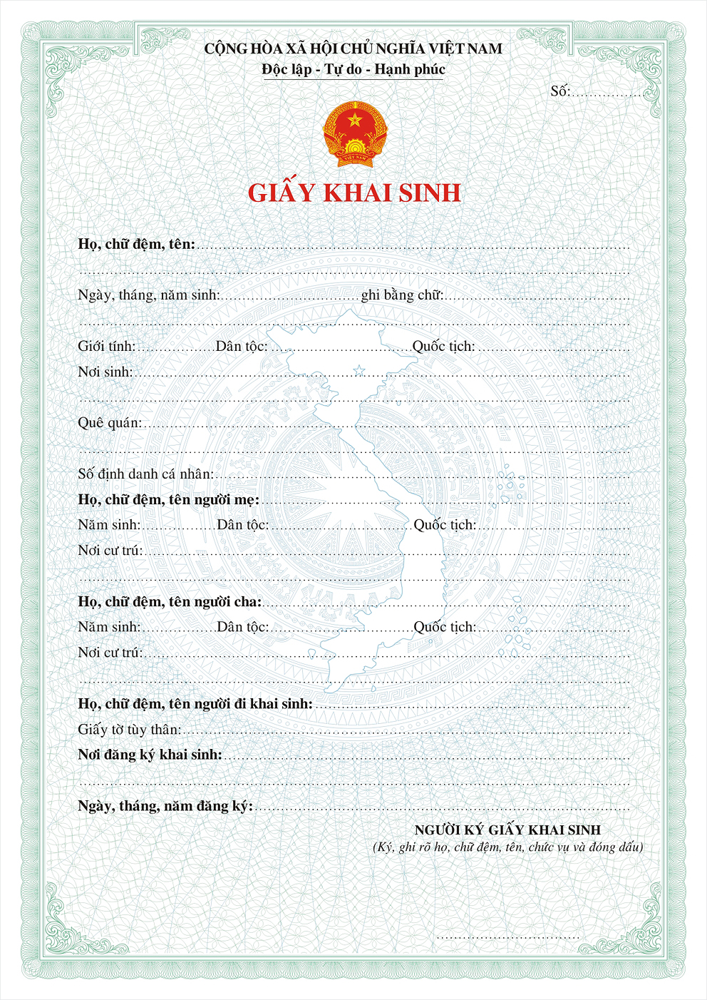 CỘNG HÒA XÃ HỘI CHỦ NGHĨA VIỆT NAM
Độc lập - Tự do - Hạnh phúc
Số:.................
VIỆT NAM
GIẤY KHAI SINH
Họ, chữ đệm, tên:
Ngày, tháng, năm sinh: ghi bằng chữ:
Giới tính: Dân tộc: Quốc tịch:
Nơi sinh:
Quê quán:
Số định danh cá nhân:
Họ, chữ đệm, tên người mẹ:
Năm sinh: Dân tộc: Quốc tịch:
Nơi cư trú:
Họ, chữ đệm, tên người cha:
Năm sinh: Dân tộc: Quốc tịch:
Nơi cư trú:
Họ, chữ đệm, tên người đi khai sinh:
Giấy tờ tùy thân:
Nơi đăng ký khai sinh:
Ngày, tháng, năm đăng ký:
NGƯỜI KÝ GIẤY KHAI SINH
(Ký, ghi rõ họ, chữ đệm, tên, chức vụ và đóng dấu)